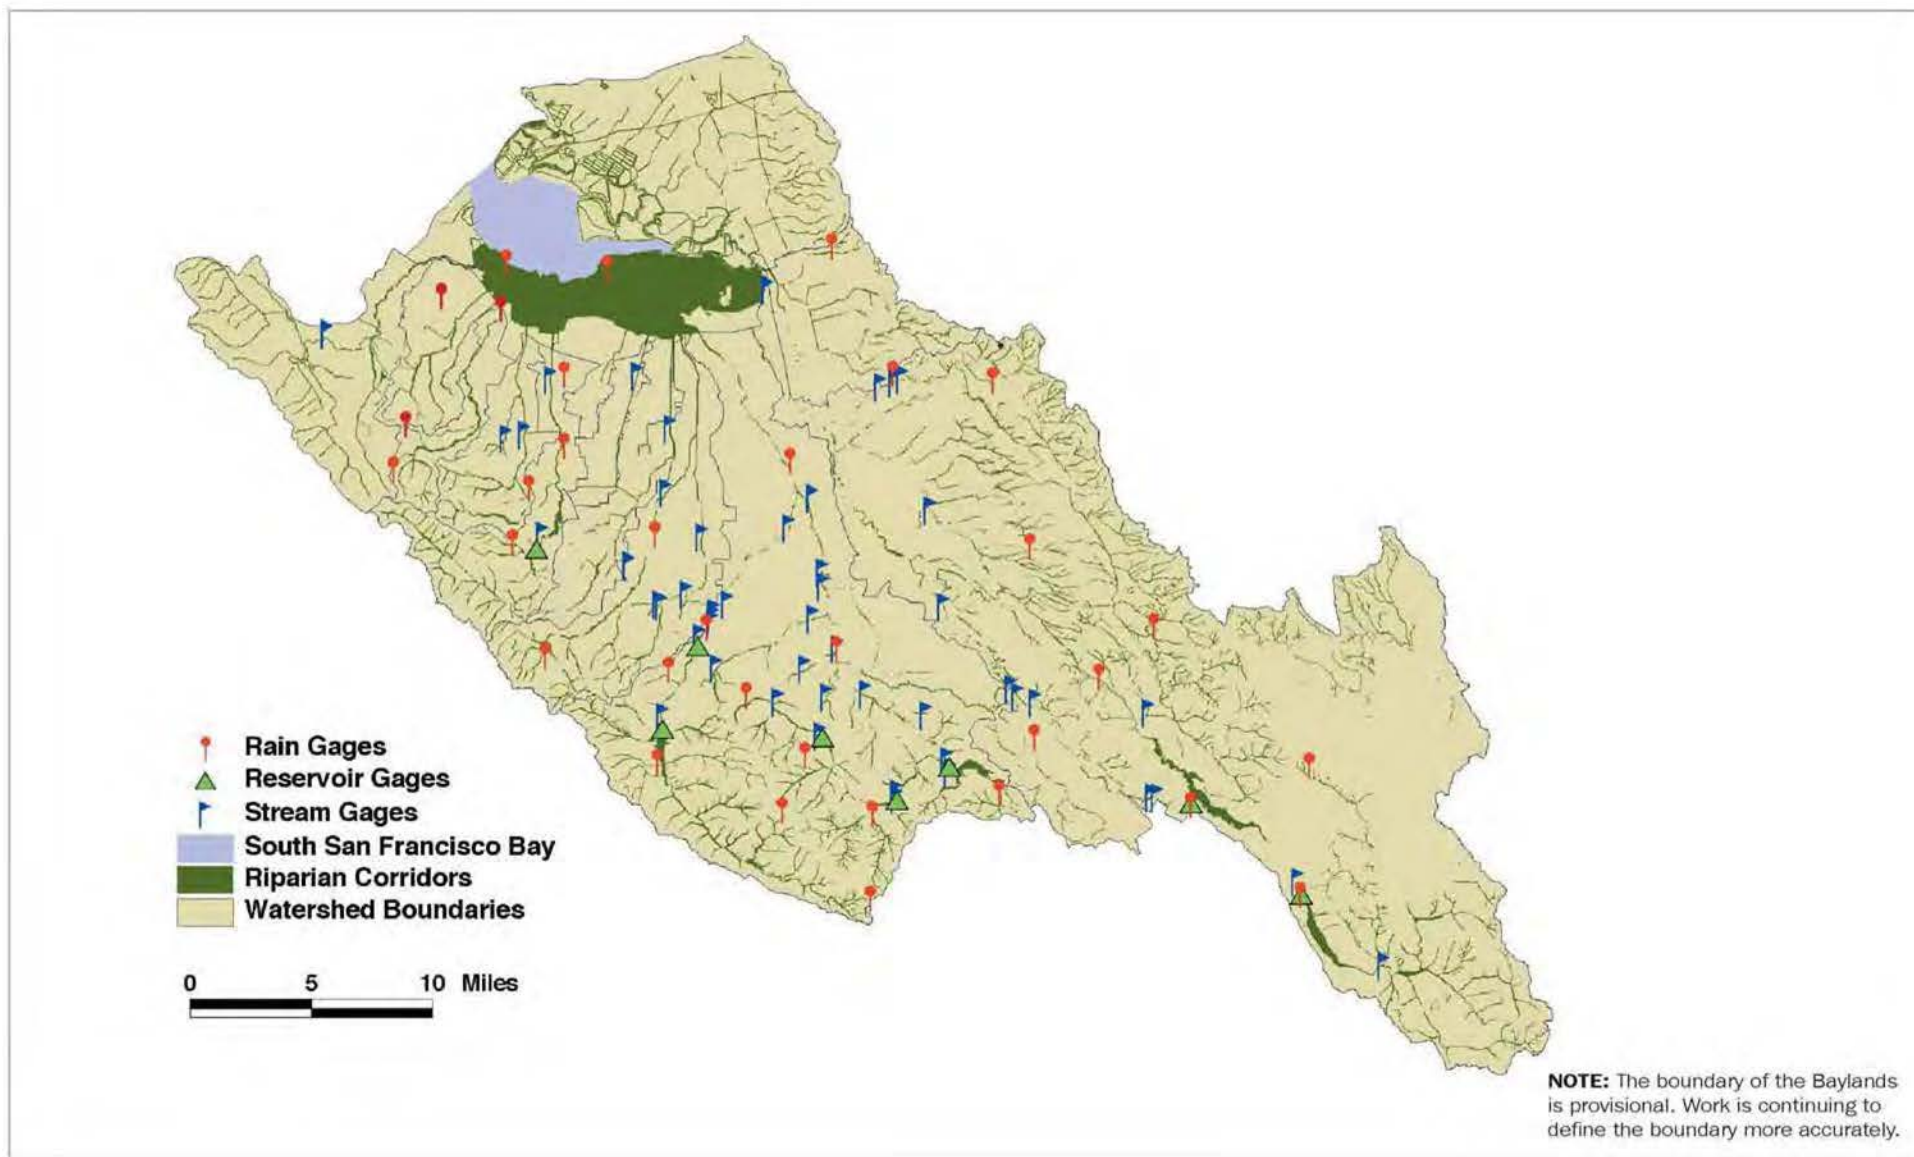 Rain Gages
Reservoir Gages
Stream Gages
South San Francisco Bay
Riparian Corridors
Watershed Boundaries
0 5 10 Miles
NOTE: The boundary of the Baylands
is provisional. Work is continuing to
define the boundary more accurately.